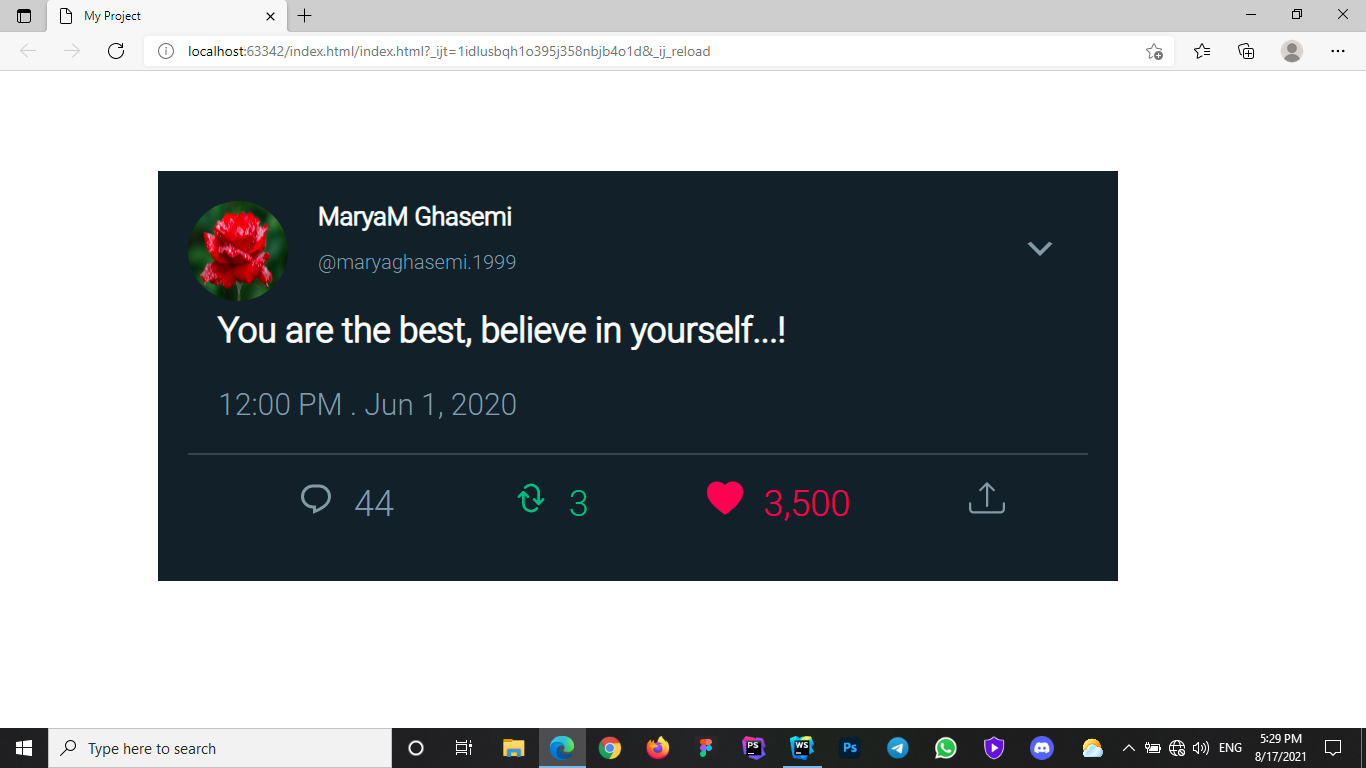 My Project
localhost:63342/index.html/index.html?_ijt=1idlusbqh1o395j358nbjb4o1d&_ij_reload
MaryaM Ghasemi
@maryaghasemi.1999
You are the best, believe in yourself...!
12:00 PM . Jun 1, 2020
44 3 3,500
Type here to search
PS WS Ps ENG
5:29 PM
8/17/2021